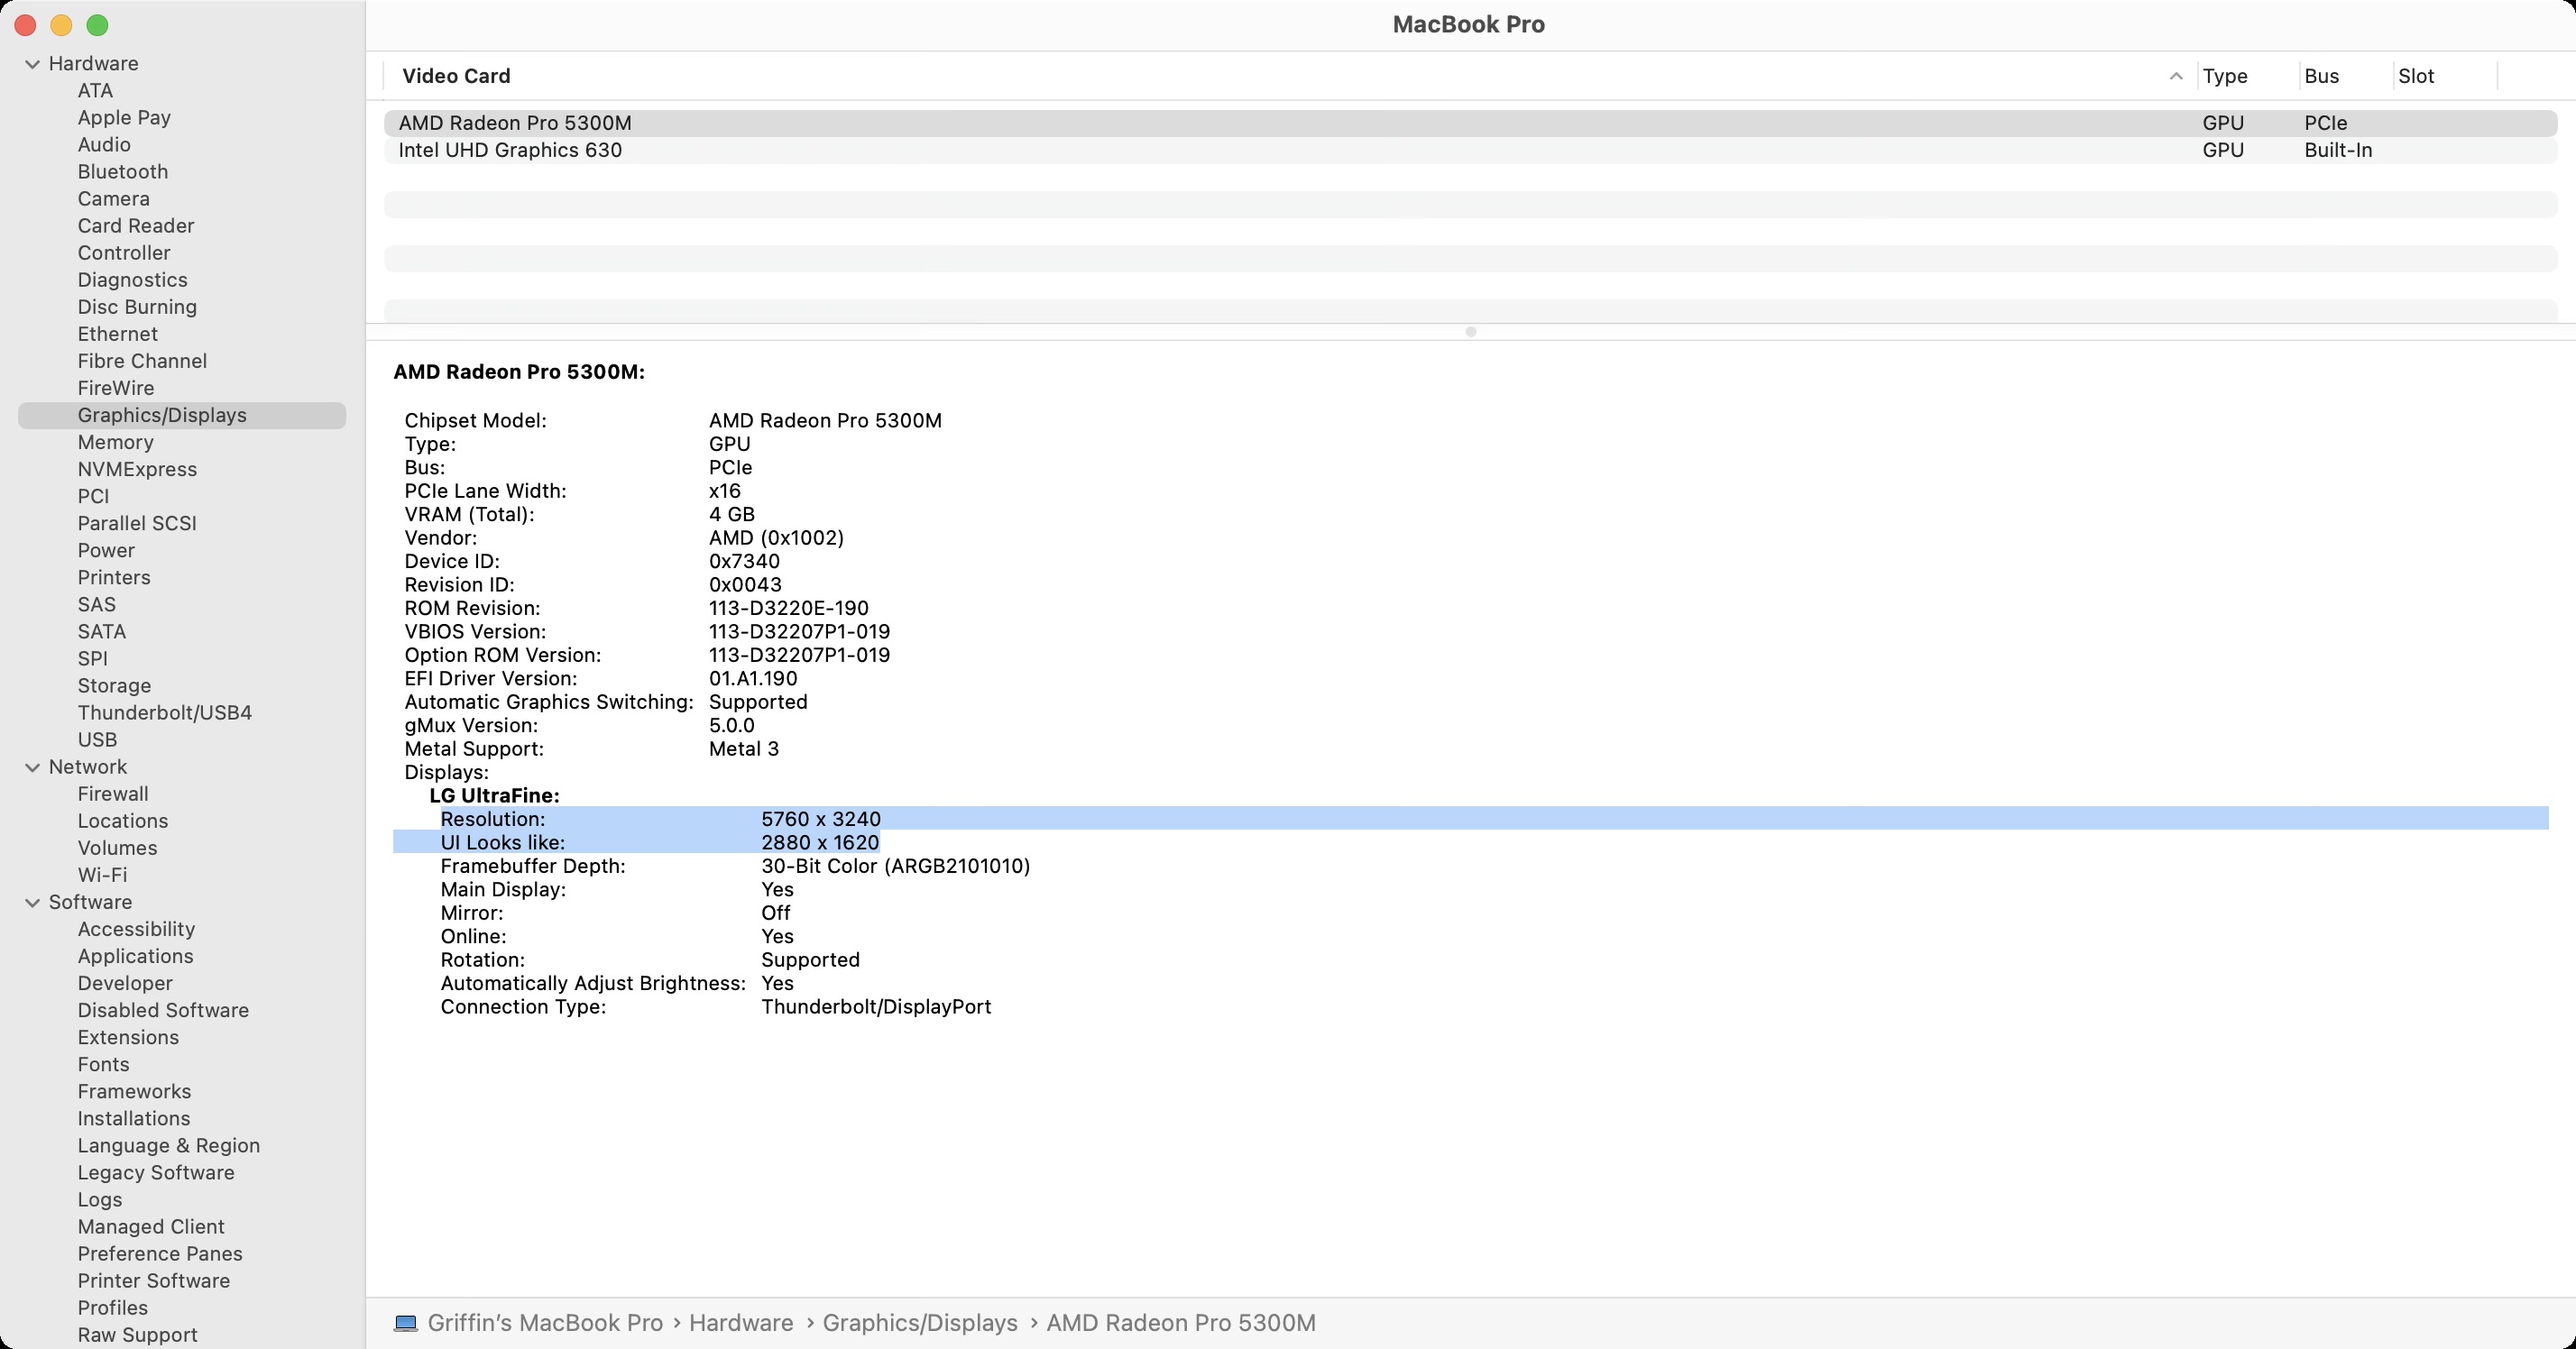 MacBook Pro
Hardware
ATA
Apple Pay
Audio
Bluetooth
Camera
Card Reader
Controller
Diagnostics
Disc Burning
Ethernet
Fibre Channel
FireWire
Graphics/Displays
Memory
NVMExpress
PCI
Parallel SCSI
Power
Printers
SAS
SATA
SPI
Storage
Thunderbolt/USB4
USB
Network
Firewall
Locations
Volumes
Wi-Fi
Software
Accessibility
Applications
Developer
Disabled Software
Extensions
Fonts
Frameworks
Installations
Language & Region
Legacy Software
Logs
Managed Client
Preference Panes
Printer Software
Profiles
Raw Support
Video Card Type Bus Slot
AMD Radeon Pro 5300M GPU PCIe
Intel UHD Graphics 630 GPU Built-In
AMD Radeon Pro 5300M:
Chipset Model: AMD Radeon Pro 5300M
Type: GPU
Bus: PCIe
PCIe Lane Width: x16
VRAM (Total): 4 GB
Vendor: AMD (0x1002)
Device ID: 0x7340
Revision ID: 0x0043
ROM Revision: 113-D3220E-190
VBIOS Version: 113-D32207P1-019
Option ROM Version: 113-D32207P1-019
EFI Driver Version: 01.A1.190
Automatic Graphics Switching: Supported
gMux Version: 5.0.0
Metal Support: Metal 3
Displays:
LG UltraFine:
Resolution: 5760 x 3240
UI Looks like: 2880 x 1620
Framebuffer Depth: 30-Bit Color (ARGB2101010)
Main Display: Yes
Mirror: Off
Online: Yes
Rotation: Supported
Automatically Adjust Brightness: Yes
Connection Type: Thunderbolt/DisplayPort
Griffin’s MacBook Pro › Hardware › Graphics/Displays › AMD Radeon Pro 5300M